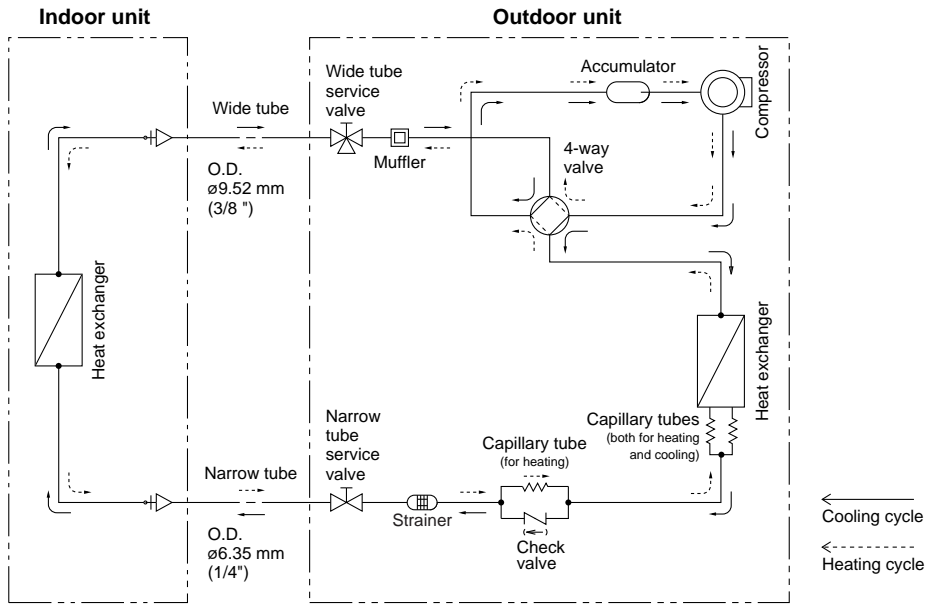 Indoor unit
Outdoor unit
Wide tube
O.D.
ø9.52 mm
(3/8 ")
Wide tube
service
valve
Muffler
Accumulator
Compressor
4-way
valve
Heat exchanger
Heat exchanger
Capillary tubes
(both for heating
and cooling)
Narrow tube
O.D.
ø6.35 mm
(1/4")
Narrow
tube
service
valve
Strainer
Capillary tube
(for heating)
Check
valve
Cooling cycle
Heating cycle